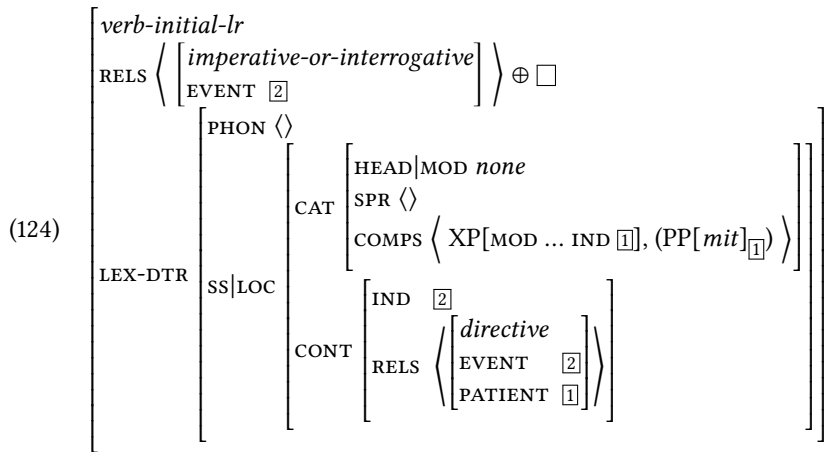 verb-initial-lr
RELS ⟨ [imperative-or-interrogative
EVENT [2]] ⟩ ⊕ □
PHON ⟨⟩
HEAD|MOD none
CAT SPR ⟨⟩
COMPS ⟨ XP[MOD … IND [1]], (PP[mit][1]) ⟩
(124)
LEX-DTR SS|LOC
IND [2]
directive
CONT RELS ⟨ EVENT [2] ⟩
PATIENT [1]